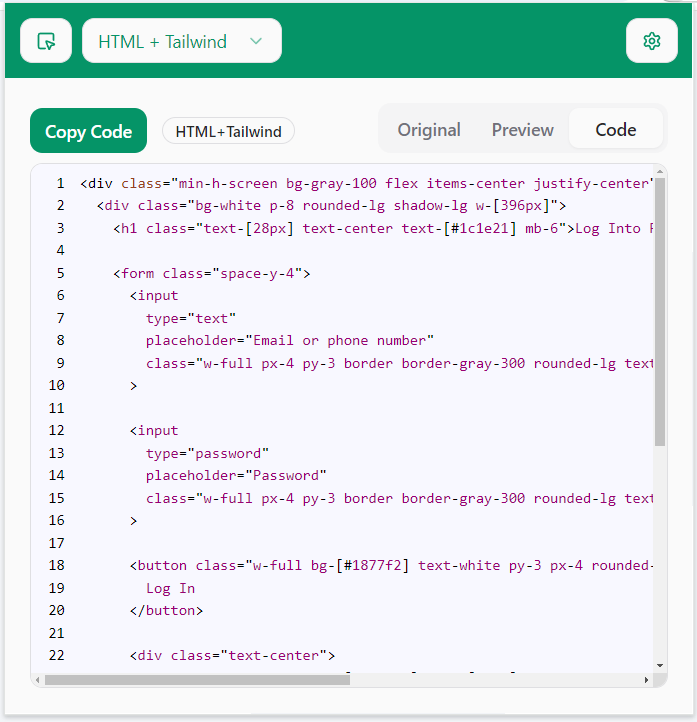 HTML + Tailwind
Copy Code
HTML+Tailwind
Original
Preview
Code
1 <div class="min-h-screen bg-gray-100 flex items-center justify-center"
2 <div class="bg-white p-8 rounded-lg shadow-lg w-[396px]">
3 <h1 class="text-[28px] text-center text-[#1c1e21] mb-6">Log Into
4
5 <form class="space-y-4">
6 <input
7 type="text"
8 placeholder="Email or phone number"
9 class="w-full px-4 py-3 border border-gray-300 rounded-lg text
10 >
11
12 <input
13 type="password"
14 placeholder="Password"
15 class="w-full px-4 py-3 border border-gray-300 rounded-lg text
16 >
17
18 <button class="w-full bg-[#1877f2] text-white py-3 px-4 rounded-
19 Log In
20 </button>
21
22 <div class="text-center">